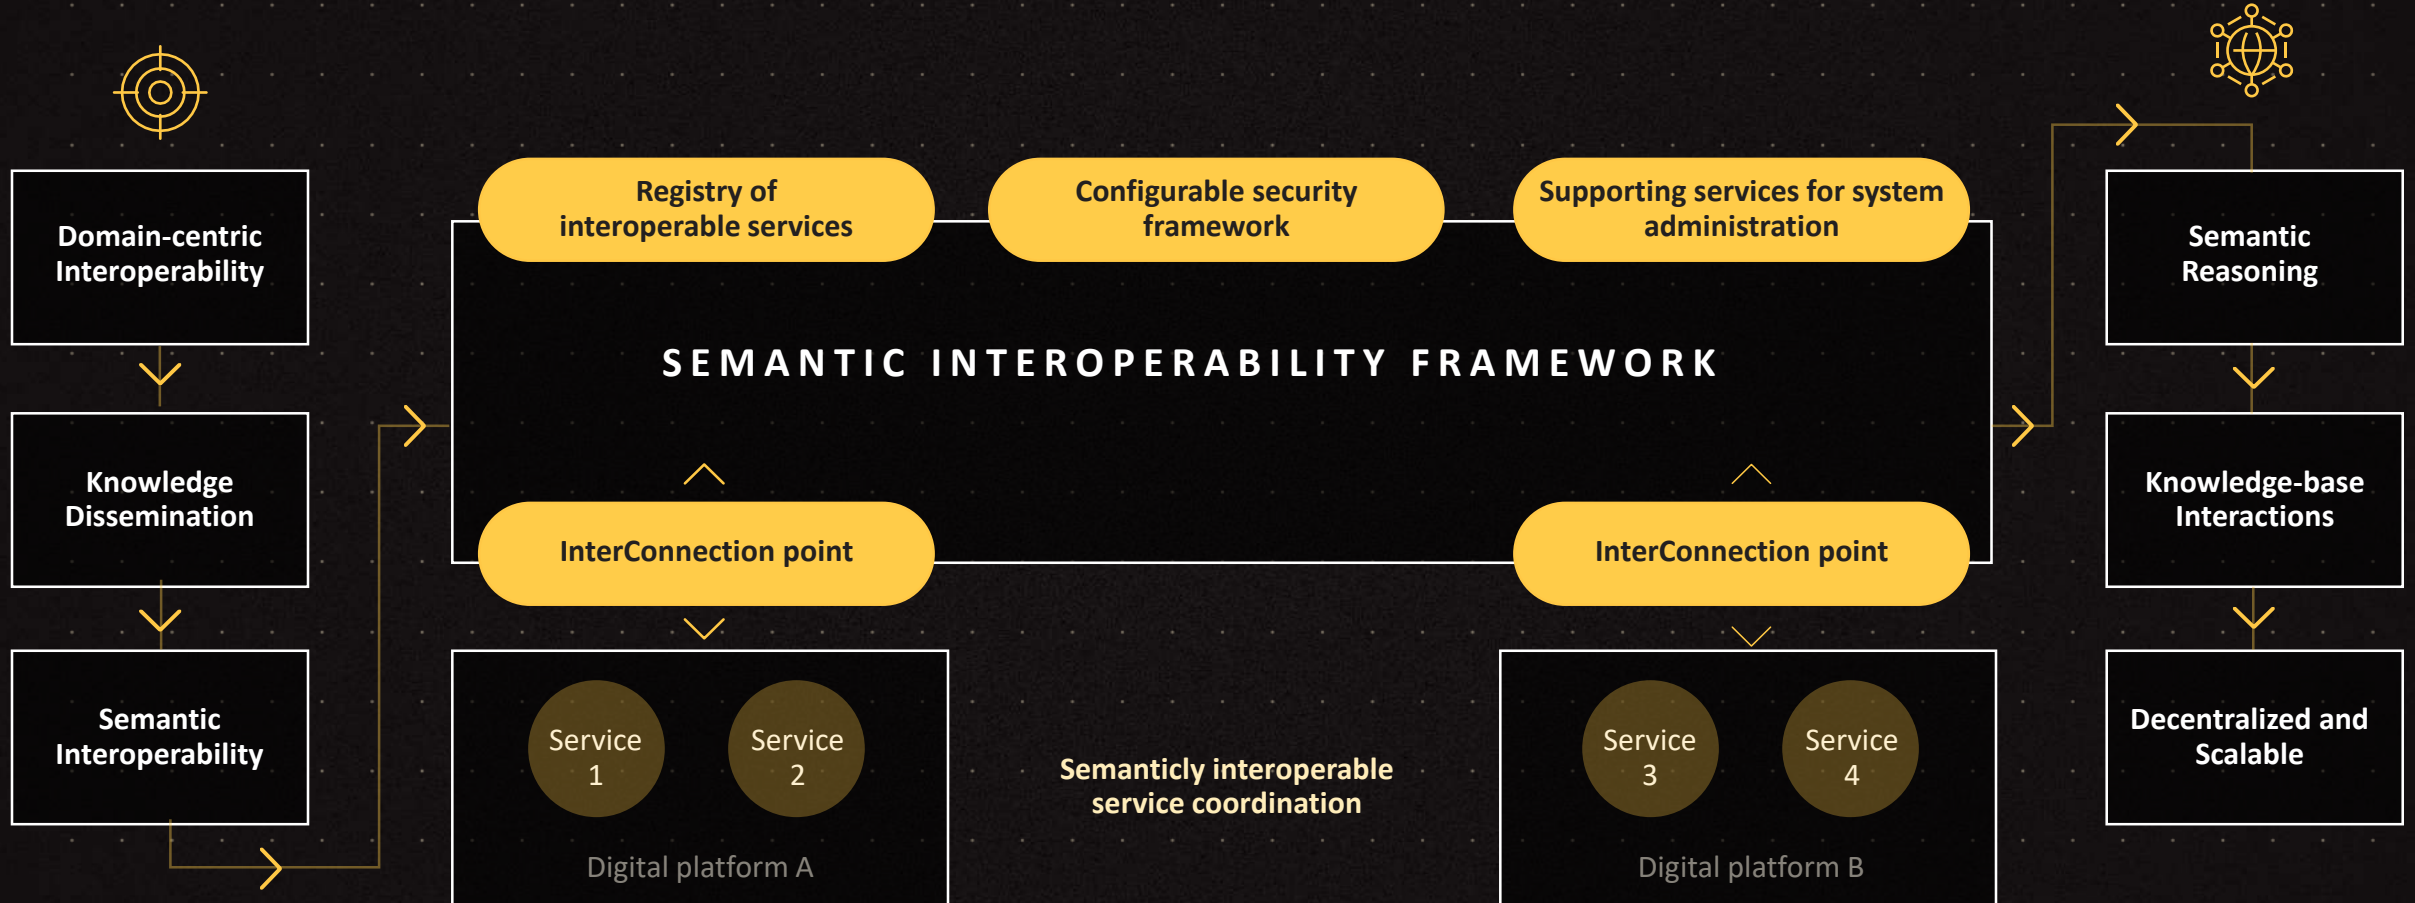 Domain-centric
Interoperability
Knowledge
Dissemination
Semantic
Interoperability
Registry of
interoperable services
Configurable security
framework
Supporting services for system
administration
SEMANTIC INTEROPERABILITY FRAMEWORK
InterConnection point
InterConnection point
Service
1
Service
2
Digital platform A
Semanticly interoperable
service coordination
Service
3
Service
4
Digital platform B
Semantic
Reasoning
Knowledge-base
Interactions
Decentralized and
Scalable